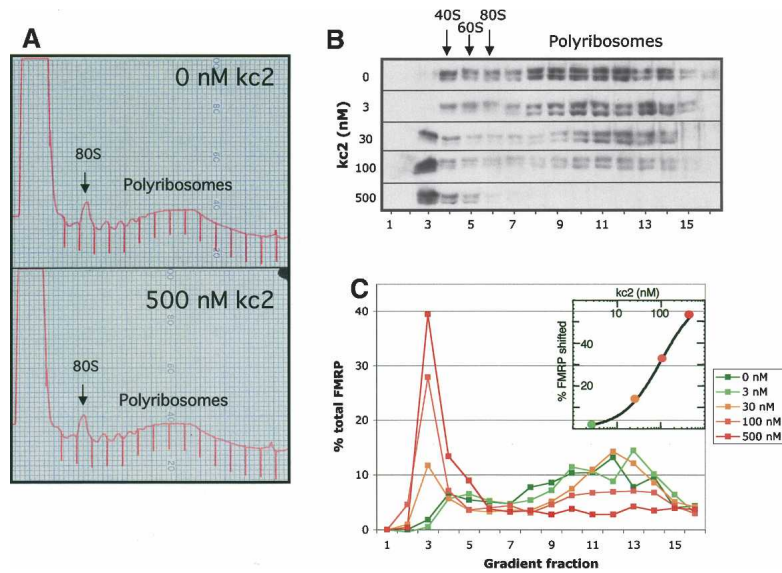 A
0 nM kc2
80S
Polyribosomes
500 nM kc2
80S
Polyribosomes
B
40S
60S
80S
Polyribosomes
kc2 (nM)
0
3
30
100
500
1 3 5 7 9 11 13 15
C
% total FMRP
40
30
20
10
0
1 3 5 7 9 11 13 15
Gradient fraction
kc2 (nM)
10 100
% FMRP shifted
40
20
0 nM
3 nM
30 nM
100 nM
500 nM